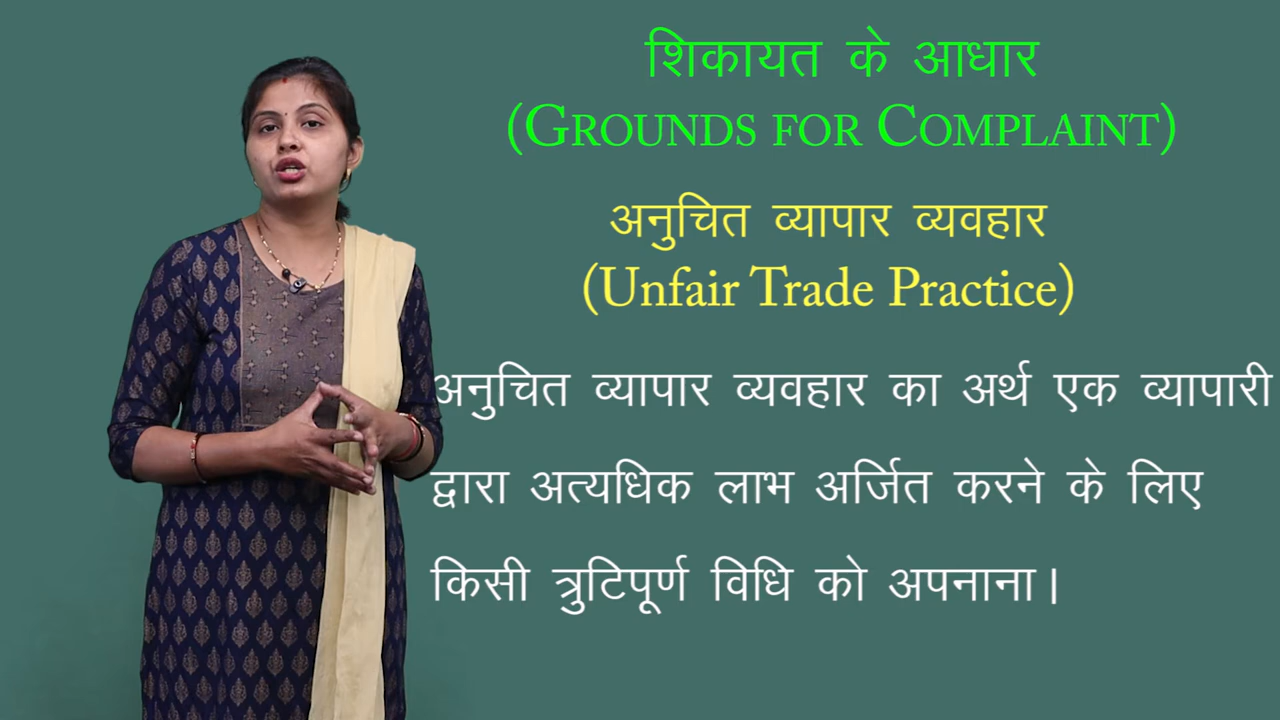 शिकायत के आधार
(GROUNDS FOR COMPLAINT)
अनुचित व्यापार व्यवहार
(Unfair Trade Practice)
अनुचित व्यापार व्यवहार का अर्थ एक व्यापारी
द्वारा अत्यधिक लाभ अर्जित करने के लिए
किसी त्रुटिपूर्ण विधि को अपनाना।